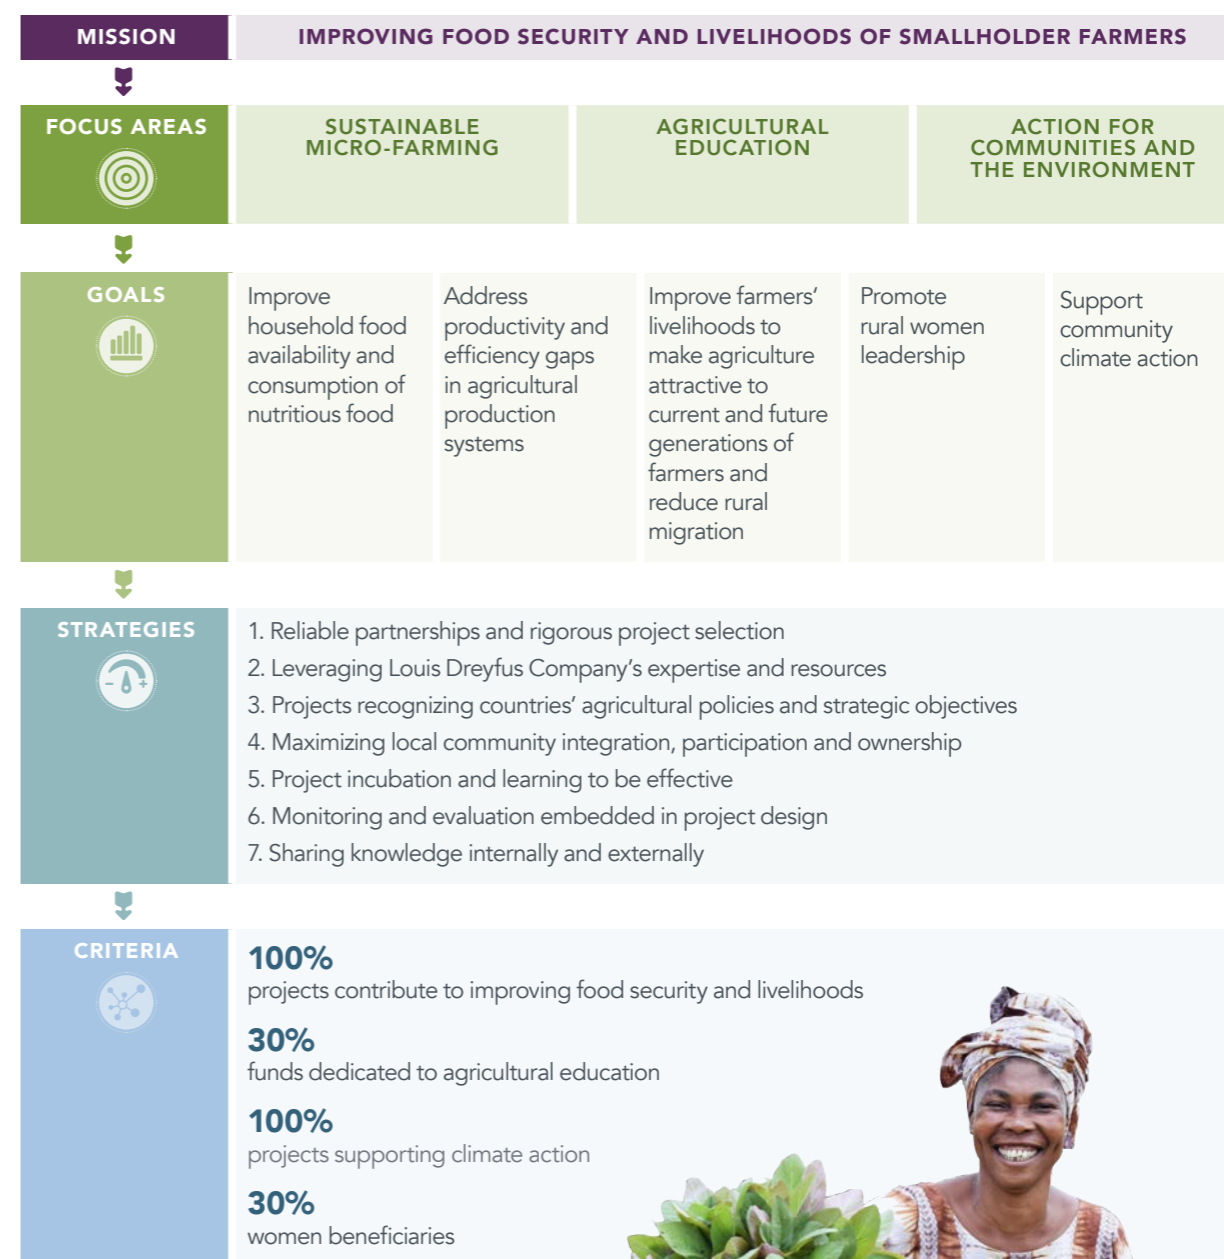 MISSION
IMPROVING FOOD SECURITY AND LIVELIHOODS OF SMALLHOLDER FARMERS
FOCUS AREAS
SUSTAINABLE
MICRO-FARMING
AGRICULTURAL
EDUCATION
ACTION FOR
COMMUNITIES AND
THE ENVIRONMENT
GOALS
Improve
household food
availability and
consumption of
nutritious food
Address
productivity and
efficiency gaps
in agricultural
production
systems
Improve farmers’
livelihoods to
make agriculture
attractive to
current and future
generations of
farmers and
reduce rural
migration
Promote
rural women
leadership
Support
community
climate action
STRATEGIES
1. Reliable partnerships and rigorous project selection
2. Leveraging Louis Dreyfus Company’s expertise and resources
3. Projects recognizing countries’ agricultural policies and strategic objectives
4. Maximizing local community integration, participation and ownership
5. Project incubation and learning to be effective
6. Monitoring and evaluation embedded in project design
7. Sharing knowledge internally and externally
CRITERIA
100%
projects contribute to improving food security and livelihoods
30%
funds dedicated to agricultural education
100%
projects supporting climate action
30%
women beneficiaries